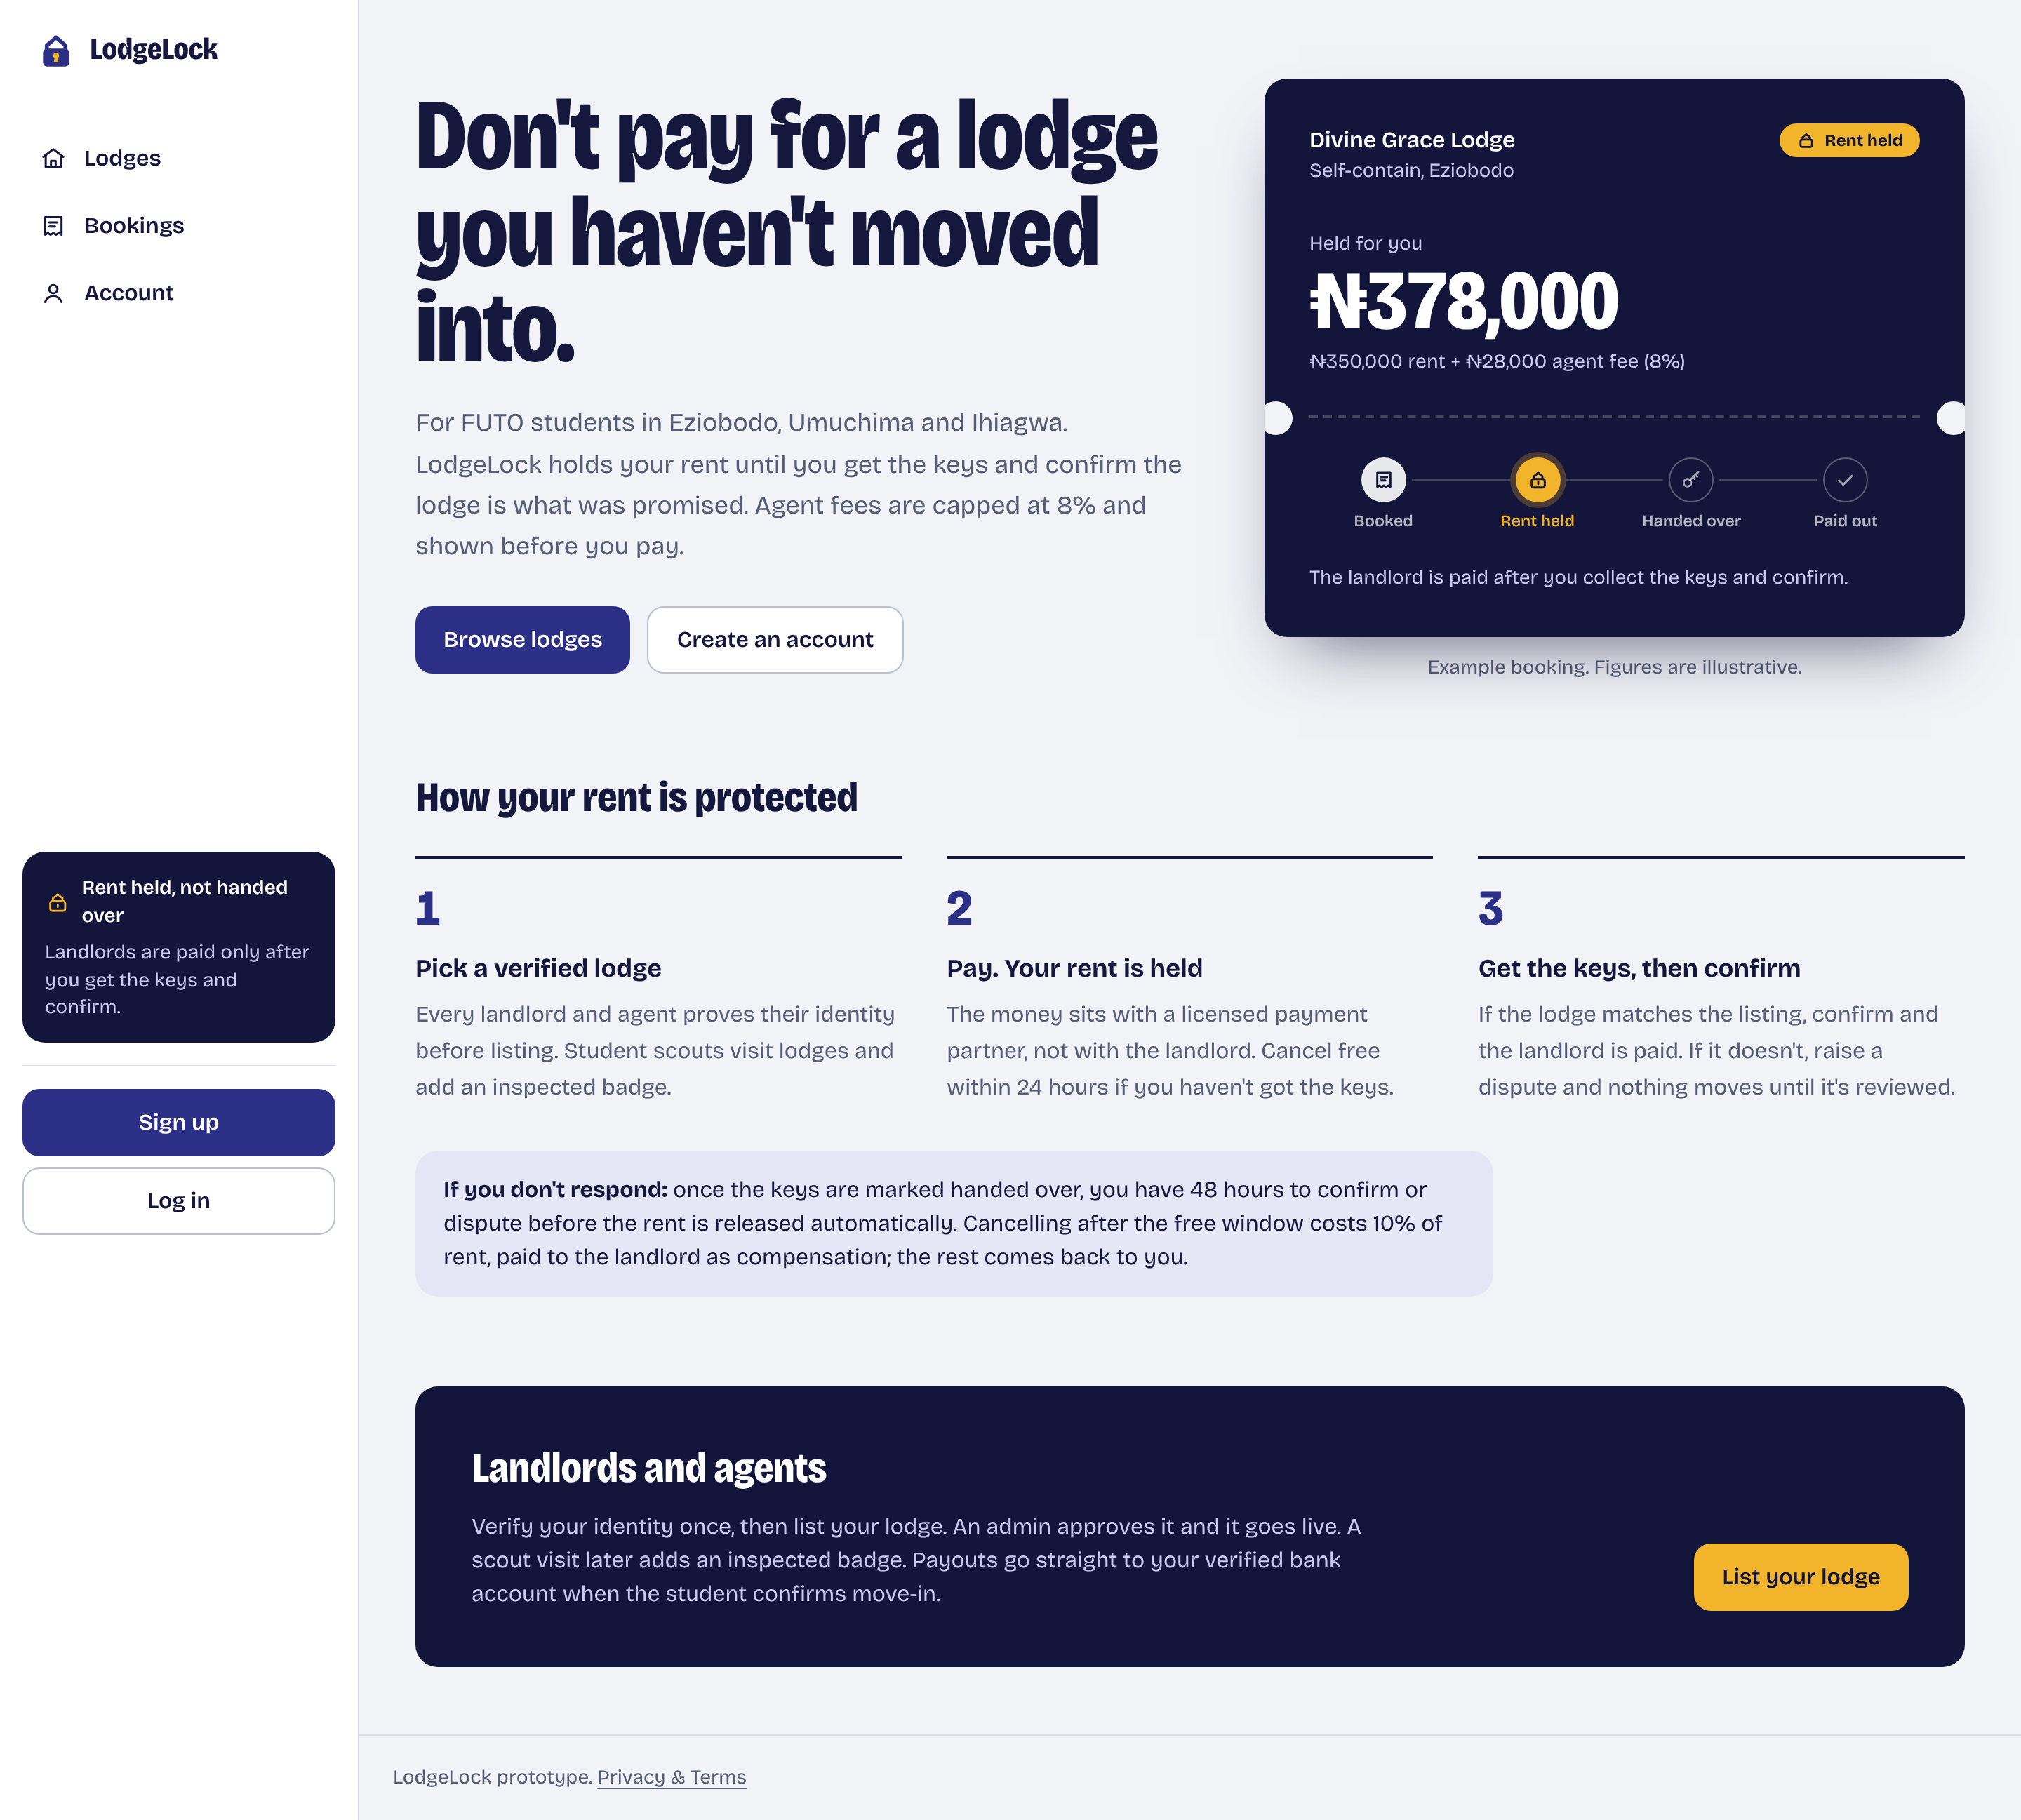 LodgeLock
Lodges
Bookings
Account
Rent held, not handed
over
Landlords are paid only after
you get the keys and
confirm.
Sign up
Log in
Don't pay for a lodge
you haven't moved
into.
For FUTO students in Eziobodo, Umuchima and Ihiagwa.
LodgeLock holds your rent until you get the keys and confirm the
lodge is what was promised. Agent fees are capped at 8% and
shown before you pay.
Browse lodges
Create an account
Divine Grace Lodge
Rent held
Self-contain, Eziobodo
Held for you
₦378,000
₦350,000 rent + ₦28,000 agent fee (8%)
Booked
Rent held
Handed over
Paid out
The landlord is paid after you collect the keys and confirm.
Example booking. Figures are illustrative.
How your rent is protected
1
Pick a verified lodge
Every landlord and agent proves their identity
before listing. Student scouts visit lodges and
add an inspected badge.
2
Pay. Your rent is held
The money sits with a licensed payment
partner, not with the landlord. Cancel free
within 24 hours if you haven't got the keys.
3
Get the keys, then confirm
If the lodge matches the listing, confirm and
the landlord is paid. If it doesn't, raise a
dispute and nothing moves until it's reviewed.
If you don't respond: once the keys are marked handed over, you have 48 hours to confirm or
dispute before the rent is released automatically. Cancelling after the free window costs 10% of
rent, paid to the landlord as compensation; the rest comes back to you.
Landlords and agents
Verify your identity once, then list your lodge. An admin approves it and it goes live. A
scout visit later adds an inspected badge. Payouts go straight to your verified bank
account when the student confirms move-in.
List your lodge
LodgeLock prototype. Privacy & Terms